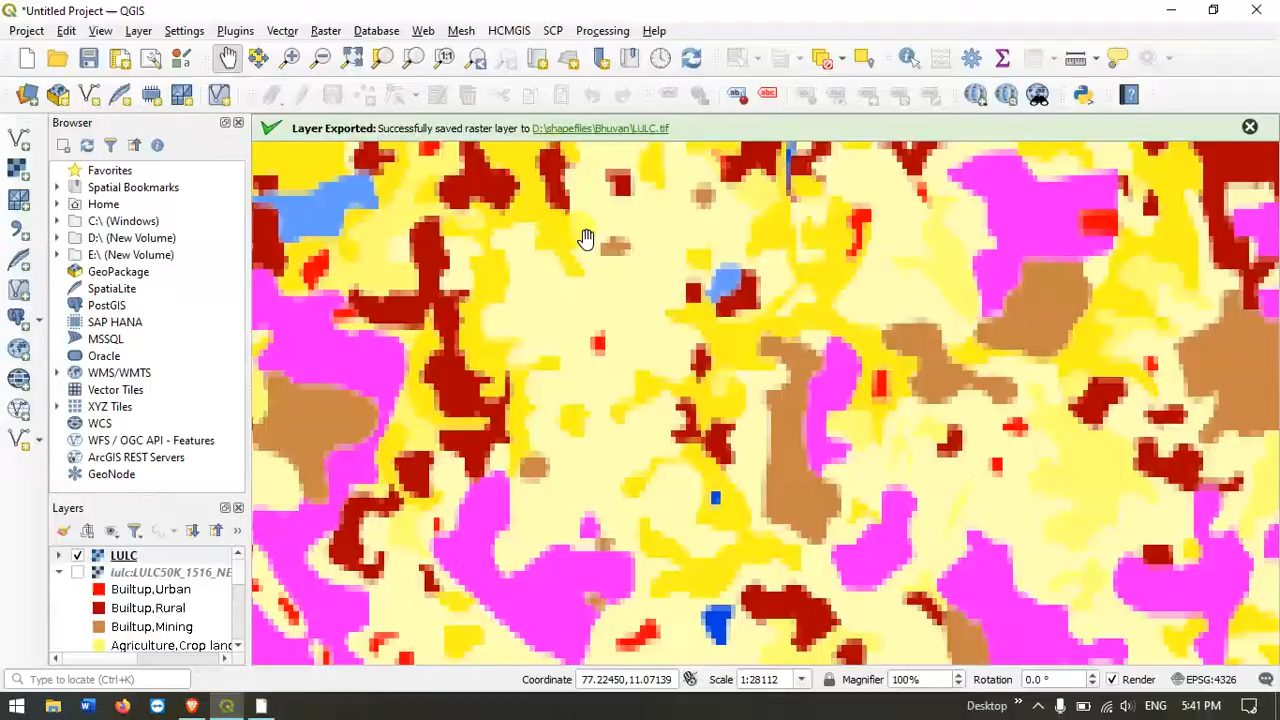 *Untitled Project — QGIS
Project Edit View Layer Settings Plugins Vector Raster Database Web Mesh HCMGIS SCP Processing Help
Browser
Layer Exported: Successfully saved raster layer to D:\shapefiles\Bhuvan\LULC.tif
Favorites
Spatial Bookmarks
Home
C:\ (Windows)
D:\ (New Volume)
E:\ (New Volume)
GeoPackage
SpatiaLite
PostGIS
SAP HANA
MSSQL
Oracle
WMS/WMTS
Vector Tiles
XYZ Tiles
WCS
WFS / OGC API - Features
ArcGIS REST Servers
GeoNode
Layers
LULC
lulc:LULC50K_1516_NE
Builtup,Urban
Builtup,Rural
Builtup,Mining
Agriculture,Crop land
Type to locate (Ctrl+K) Coordinate 77.22450,11.07139 Scale 1:28112 Magnifier 100% Rotation 0.0 ° Render EPSG:4326
Desktop ENG 5:41 PM